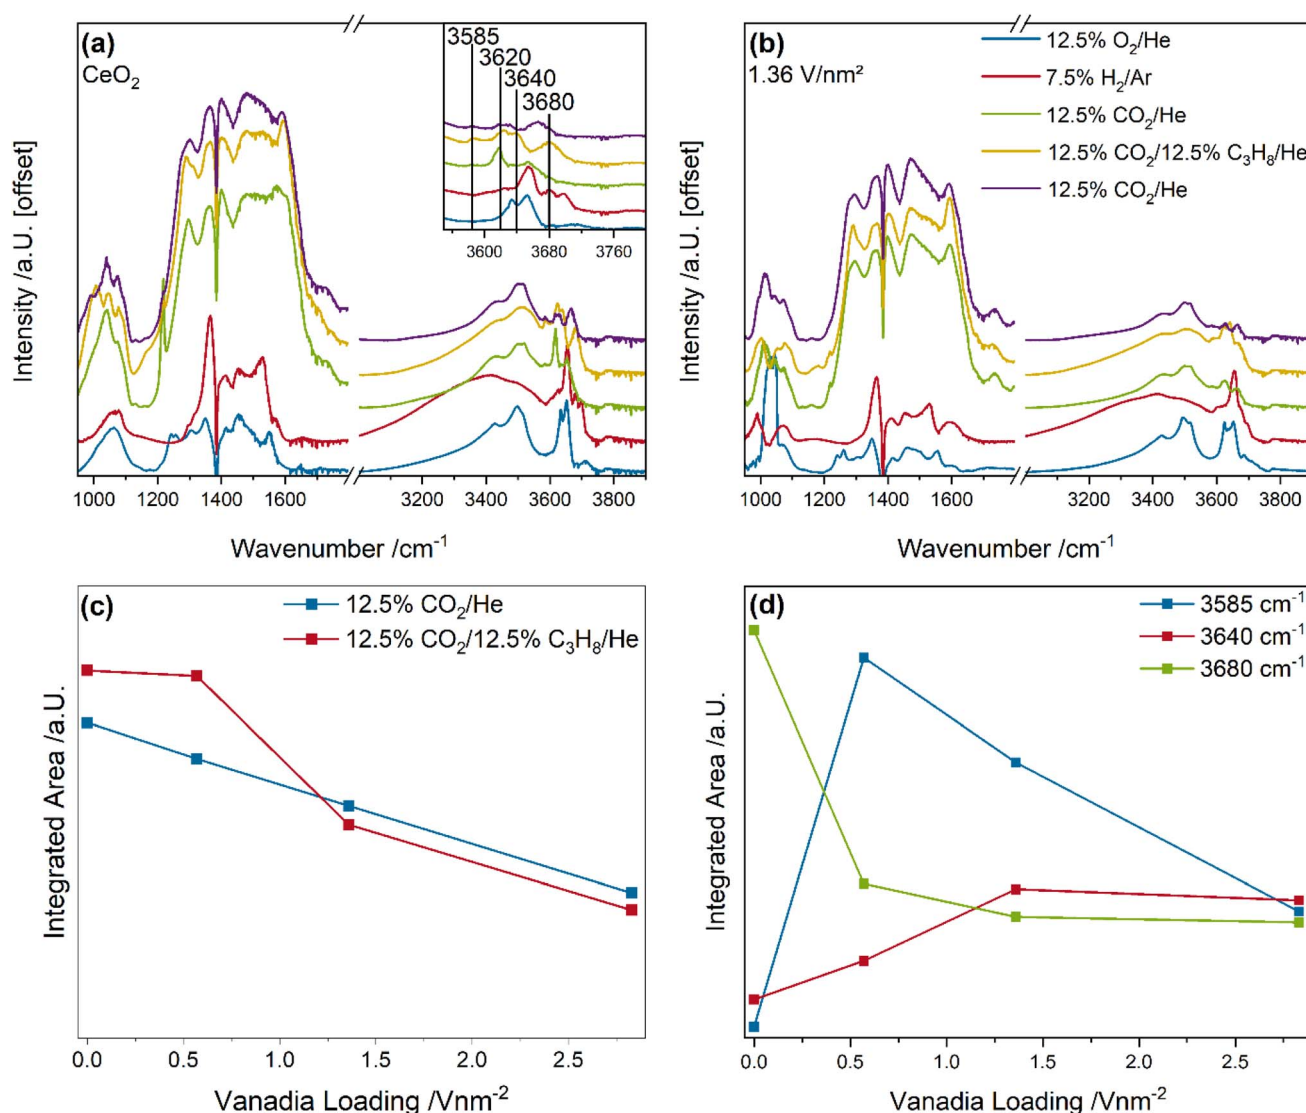 (a)
CeO₂
3585
3620
3640
3680
3600 3680 3760
Intensity /a.U. [offset]
1000 1200 1400 1600 3200 3400 3600 3800
Wavenumber /cm⁻¹
(b)
1.36 V/nm²
12.5% O₂/He
7.5% H₂/Ar
12.5% CO₂/He
12.5% CO₂/12.5% C₃H₈/He
12.5% CO₂/He
Intensity /a.U. [offset]
1000 1200 1400 1600 3200 3400 3600 3800
Wavenumber /cm⁻¹
(c)
12.5% CO₂/He
12.5% CO₂/12.5% C₃H₈/He
Integrated Area /a.U.
0.0 0.5 1.0 1.5 2.0 2.5
Vanadia Loading /Vnm⁻²
(d)
3585 cm⁻¹
3640 cm⁻¹
3680 cm⁻¹
Integrated Area /a.U.
0.0 0.5 1.0 1.5 2.0 2.5
Vanadia Loading /Vnm⁻²